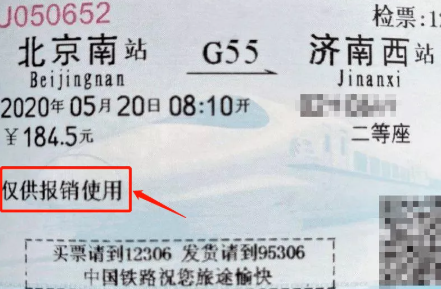 J050652 检票:12
北京南站 G55 济南西站
Beijingnan Jinanxi
2020年05月20日08:10开
￥184.5元 二等座
仅供报销使用
买票请到12306 发货请到95306
中国铁路祝您旅途愉快